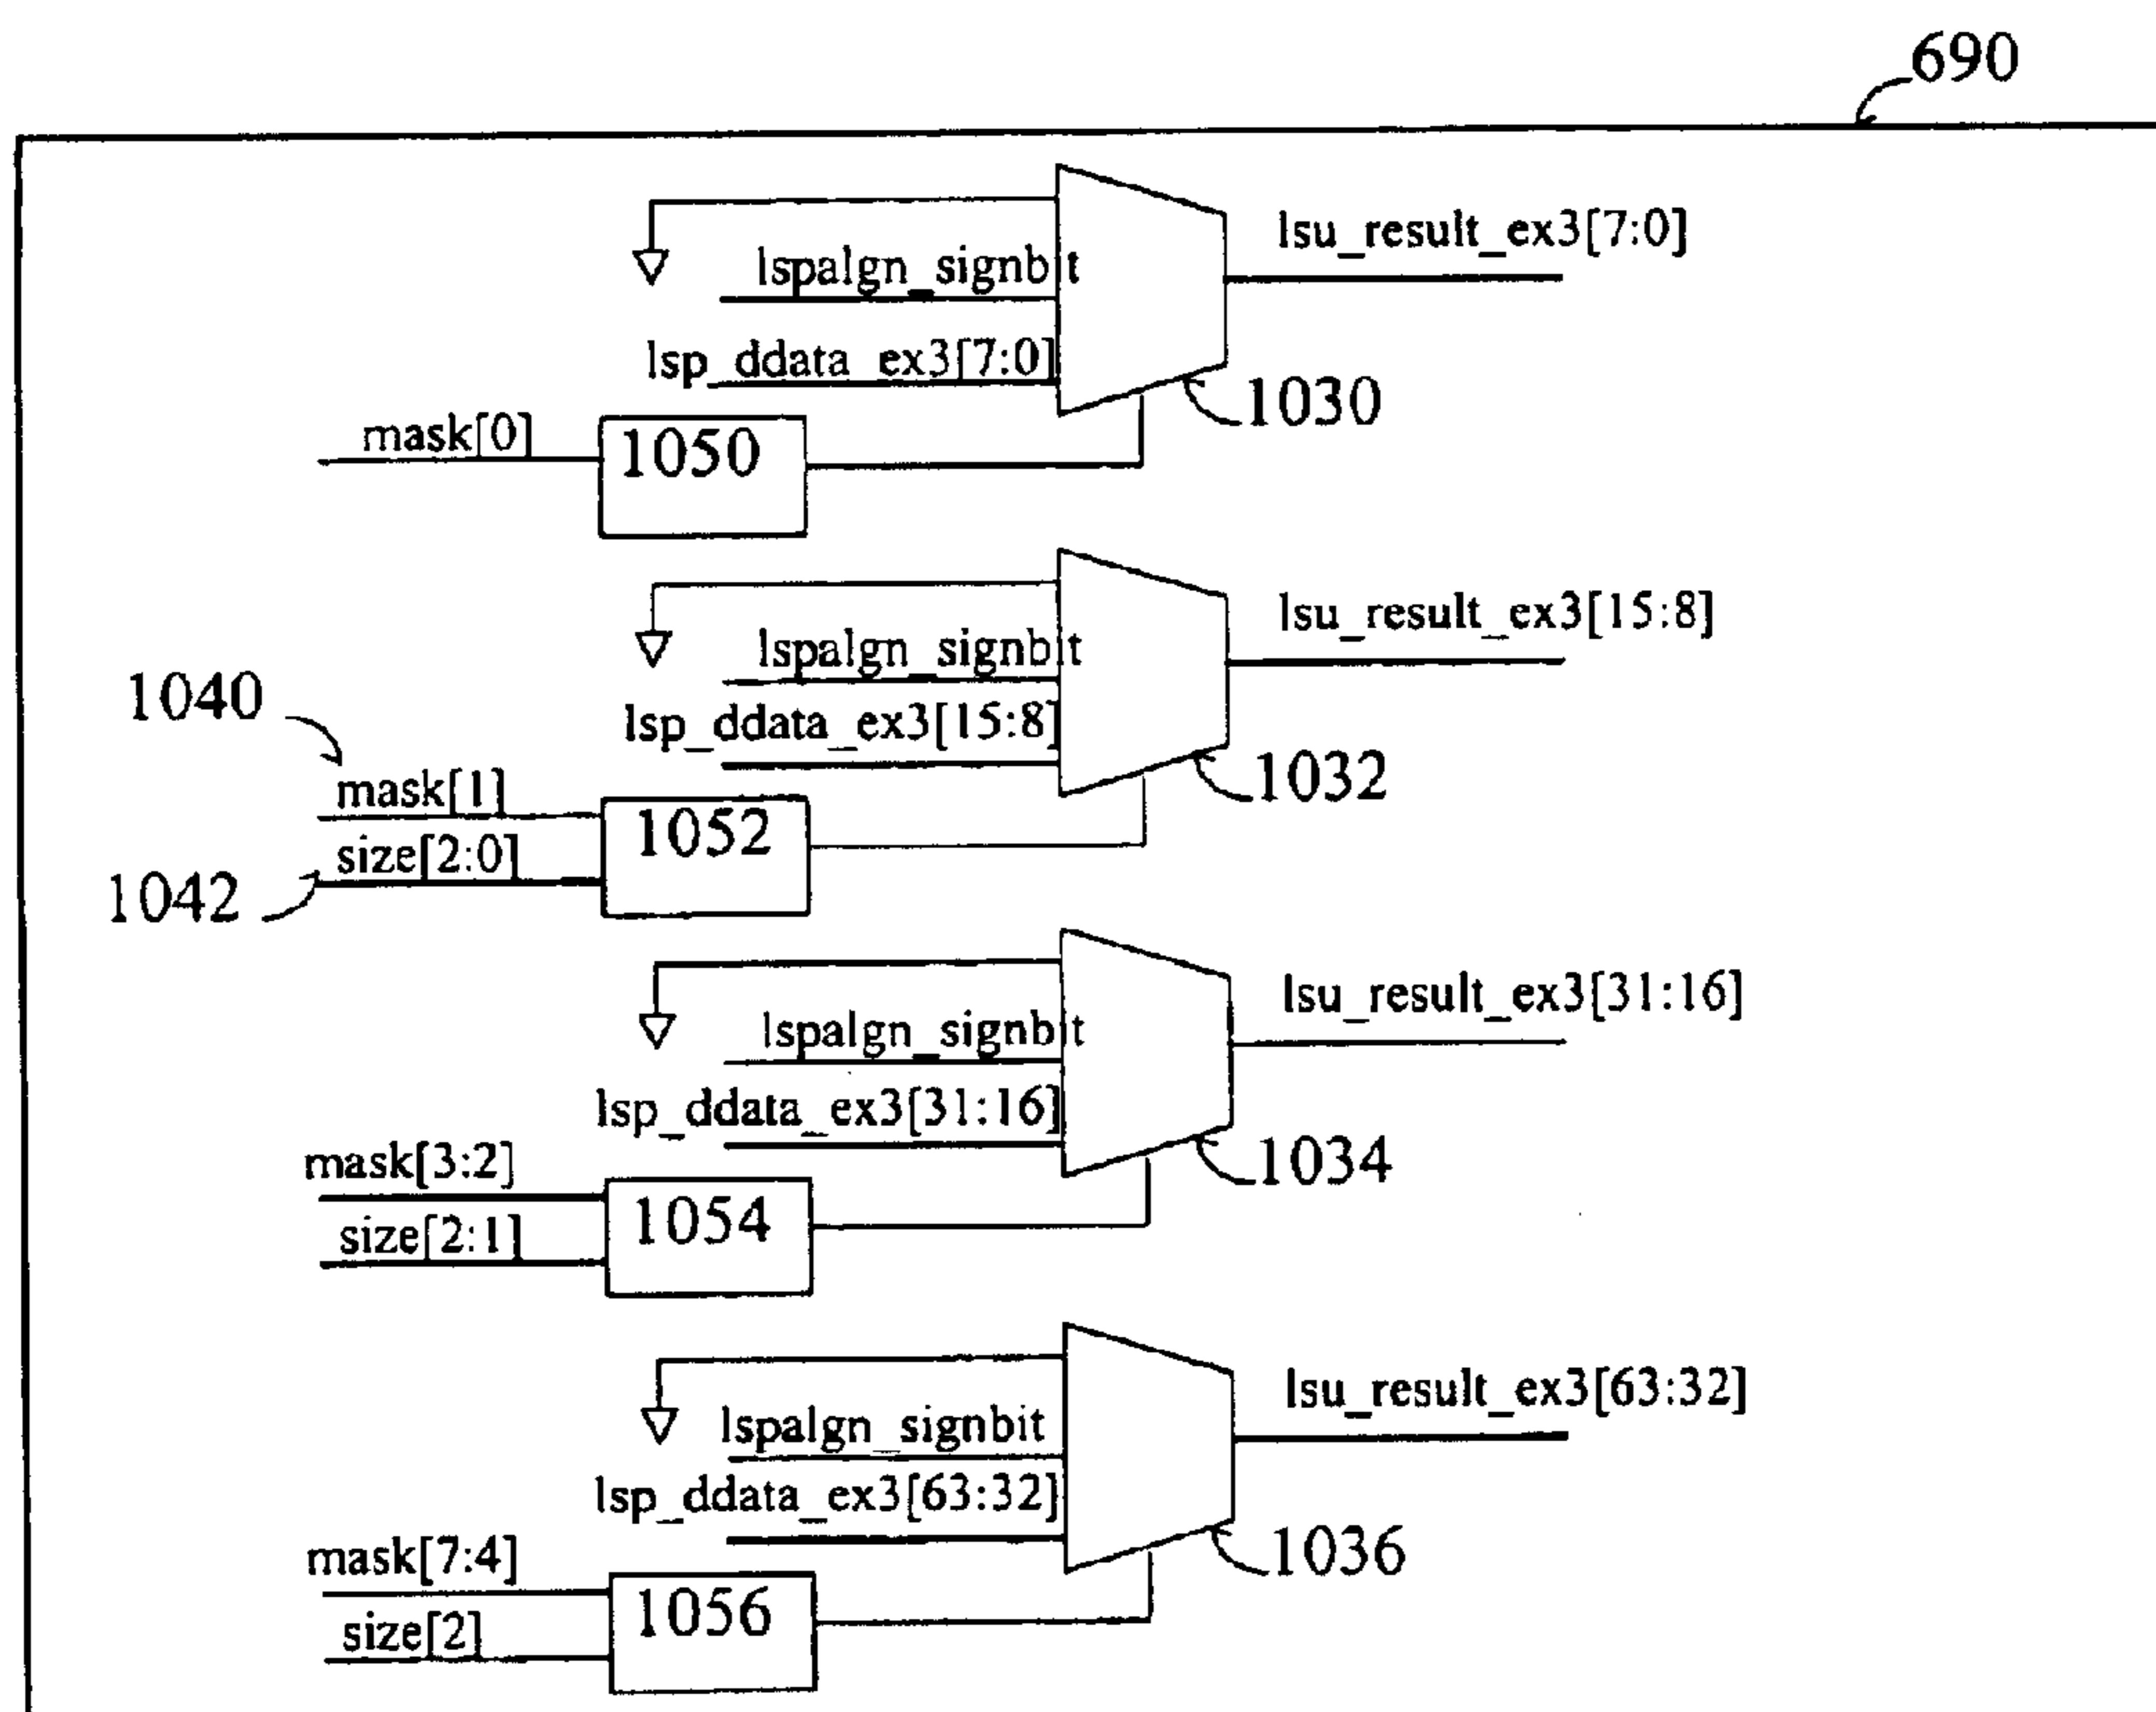 690
lsu_result_ex3[7:0]
lspalgn_signbit
lsp_ddata_ex3[7:0]
1030
mask[0]
1050
lsu_result_ex3[15:8]
lspalgn_signbit
1040
lsp_ddata_ex3[15:8]
1032
mask[1]
1052
size[2:0]
1042
lsu_result_ex3[31:16]
lspalgn_signbit
lsp_ddata_ex3[31:16]
1034
mask[3:2]
1054
size[2:1]
lsu_result_ex3[63:32]
lspalgn_signbit
lsp_ddata_ex3[63:32]
1036
mask[7:4]
1056
size[2]